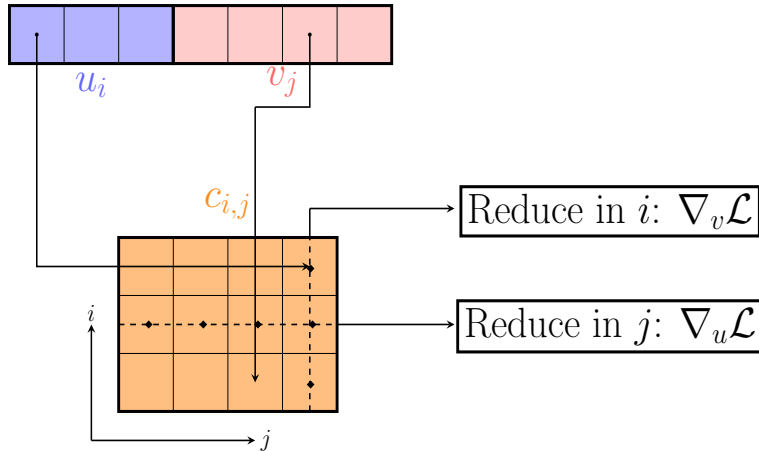 u_i
v_j
c_{i,j}
Reduce in i: ∇_v 𝓛
i
Reduce in j: ∇_u 𝓛
j